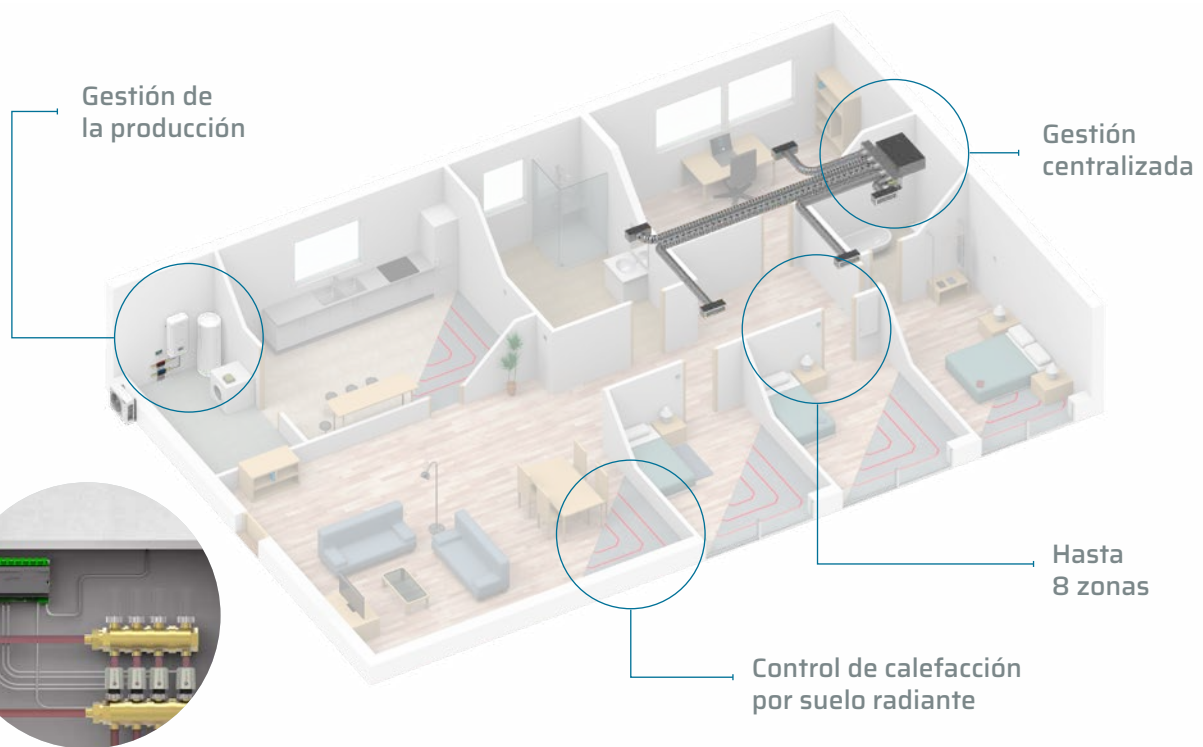 Gestión de
la producción
Gestión
centralizada
Hasta
8 zonas
Control de calefacción
por suelo radiante